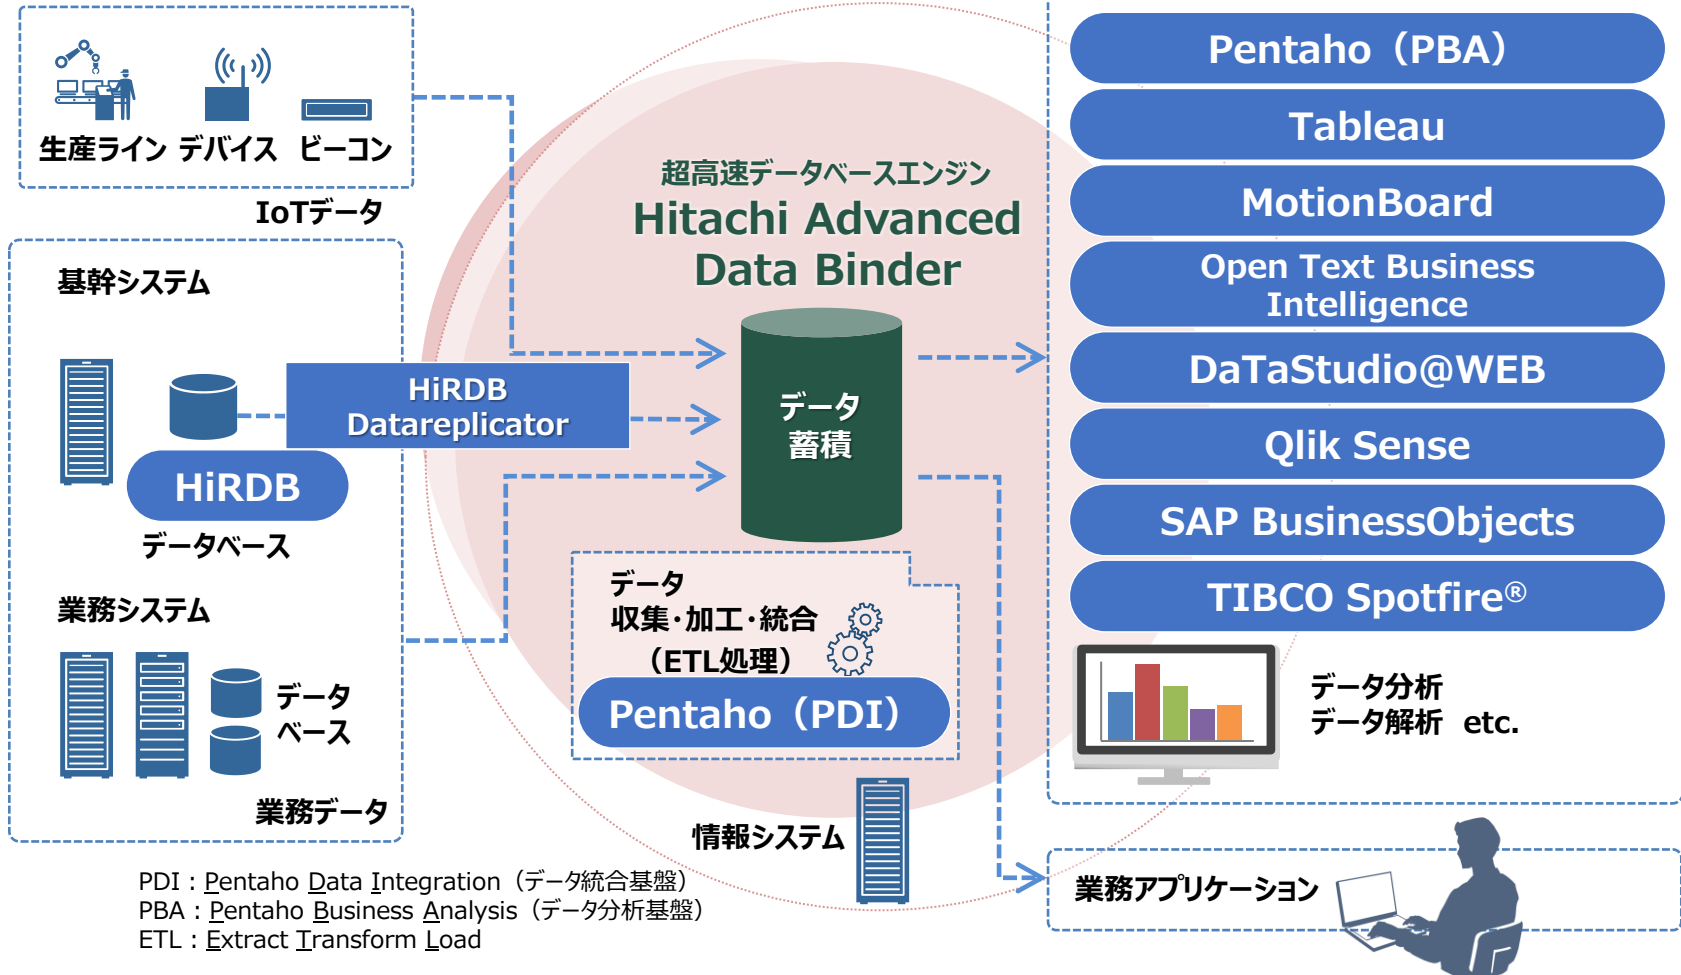 生産ライン デバイス ビーコン
IoTデータ
基幹システム
HiRDB
Datareplicator
HiRDB
データベース
業務システム
データ
ベース
業務データ
超高速データベースエンジン
Hitachi Advanced
Data Binder
データ
蓄積
データ
収集・加工・統合
（ETL処理）
Pentaho（PDI）
情報システム
Pentaho（PBA）
Tableau
MotionBoard
Open Text Business
Intelligence
DaTaStudio@WEB
Qlik Sense
SAP BusinessObjects
TIBCO Spotfire®
データ分析
データ解析 etc.
業務アプリケーション
PDI : Pentaho Data Integration（データ統合基盤）
PBA : Pentaho Business Analysis（データ分析基盤）
ETL : Extract Transform Load